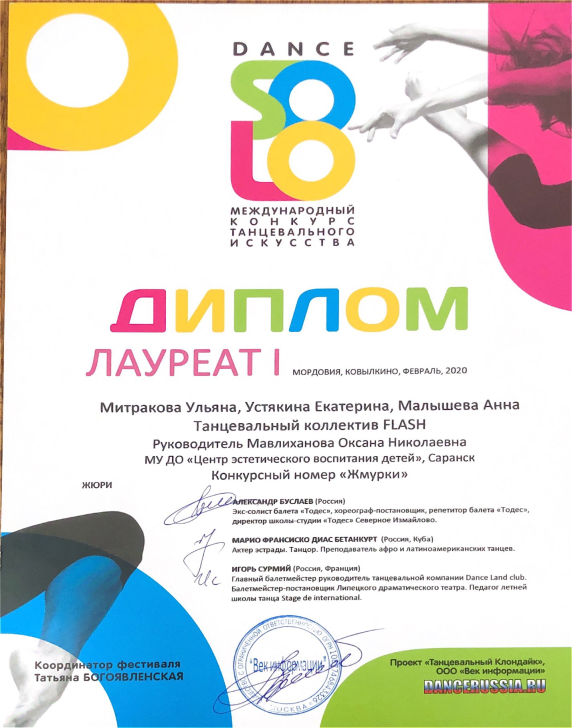 DANCE
SOLO
МЕЖДУНАРОДНЫЙ
КОНКУРС
ТАНЦЕВАЛЬНОГО
ИСКУССТВА
ДИПЛОМ
ЛАУРЕАТ I МОРДОВИЯ, КОВЫЛКИНО, ФЕВРАЛЬ, 2020
Митракова Ульяна, Устякина Екатерина, Малышева Анна
Танцевальный коллектив FLASH
Руководитель Мавлиханова Оксана Николаевна
МУ ДО «Центр эстетического воспитания детей», Саранск
Конкурсный номер «Жмурки»
ЖЮРИ
АЛЕКСАНДР БУСЛАЕВ (Россия)
Экс-солист балета «Тодес», хореограф-постановщик, репетитор балета «Тодес»,
директор школы-студии «Тодес» Северное Измайлово.
МАРИО ФРАНСИСКО ДИАС БЕТАНКУРТ (Россия, Куба)
Актер эстрады. Танцор. Преподаватель афро и латиноамериканских танцев.
ИГОРЬ СУРМИЙ (Россия, Франция)
Главный балетмейстер руководитель танцевальной компании Dance Land club.
Балетмейстер-постановщик Липецкого драматического театра. Педагог летней
школы танца Stage de international.
"Век информации"
МОСКВА
Координатор фестиваля
Татьяна БОГОЯВЛЕНСКАЯ
Проект «Танцевальный Клондайк»,
ООО «Век информации»
DANCERUSSIA.RU